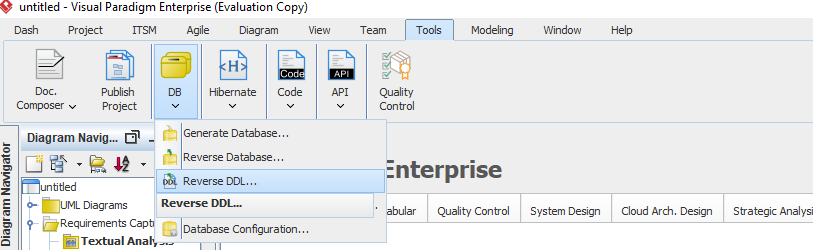 untitled - Visual Paradigm Enterprise (Evaluation Copy)
Dash Project ITSM Agile Diagram View Team Tools Modeling Window Help
Doc. Composer
Publish Project
DB
Hibernate
Code
Code
API
API
Quality Control
Generate Database...
Reverse Database...
DDL Reverse DDL...
Reverse DDL...
Database Configuration...
Diagram Navig...
Diagram Navigator
untitled
UML Diagrams
Requirements Capt
Textual Analysis
Enterprise
abular Quality Control System Design Cloud Arch. Design Strategic Analysi